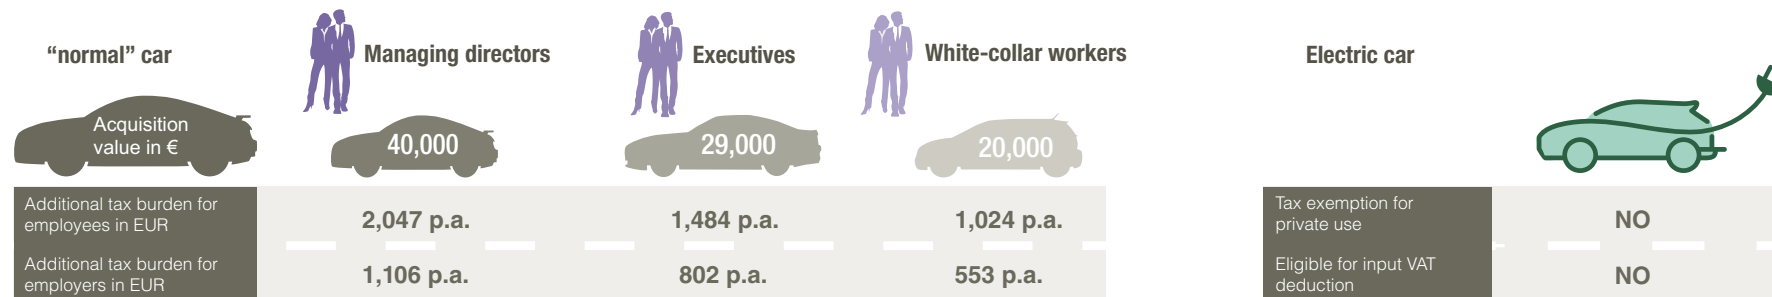 “normal” car
Managing directors
Executives
White-collar workers
Electric car
Acquisition
value in €
40,000
29,000
20,000
Additional tax burden for
employees in EUR
2,047 p.a.
1,484 p.a.
1,024 p.a.
Additional tax burden for
employers in EUR
1,106 p.a.
802 p.a.
553 p.a.
Tax exemption for
private use
NO
Eligible for input VAT
deduction
NO